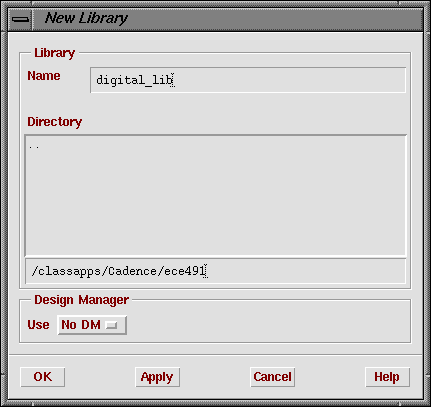 New Library
Library
Name digital_lib
Directory
..
/classapps/Cadence/ece491
Design Manager
Use No DM
OK Apply Cancel Help